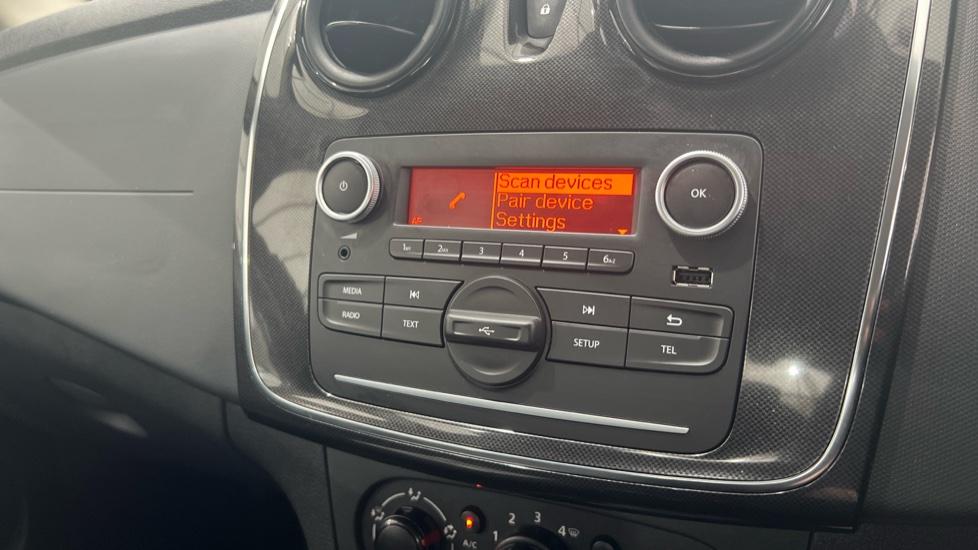 Scan devices
Pair device
Settings
AF
OK
1
2
3
4
5
6
MEDIA
RADIO
TEXT
SETUP
TEL
A/C
1 2 3 4